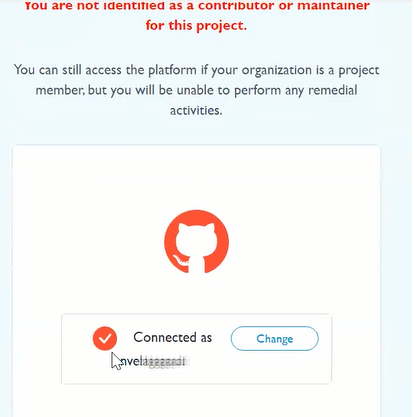 You are not identified as a contributor or maintainer
for this project.
You can still access the platform if your organization is a project
member, but you will be unable to perform any remedial
activities.
Connected as
Change